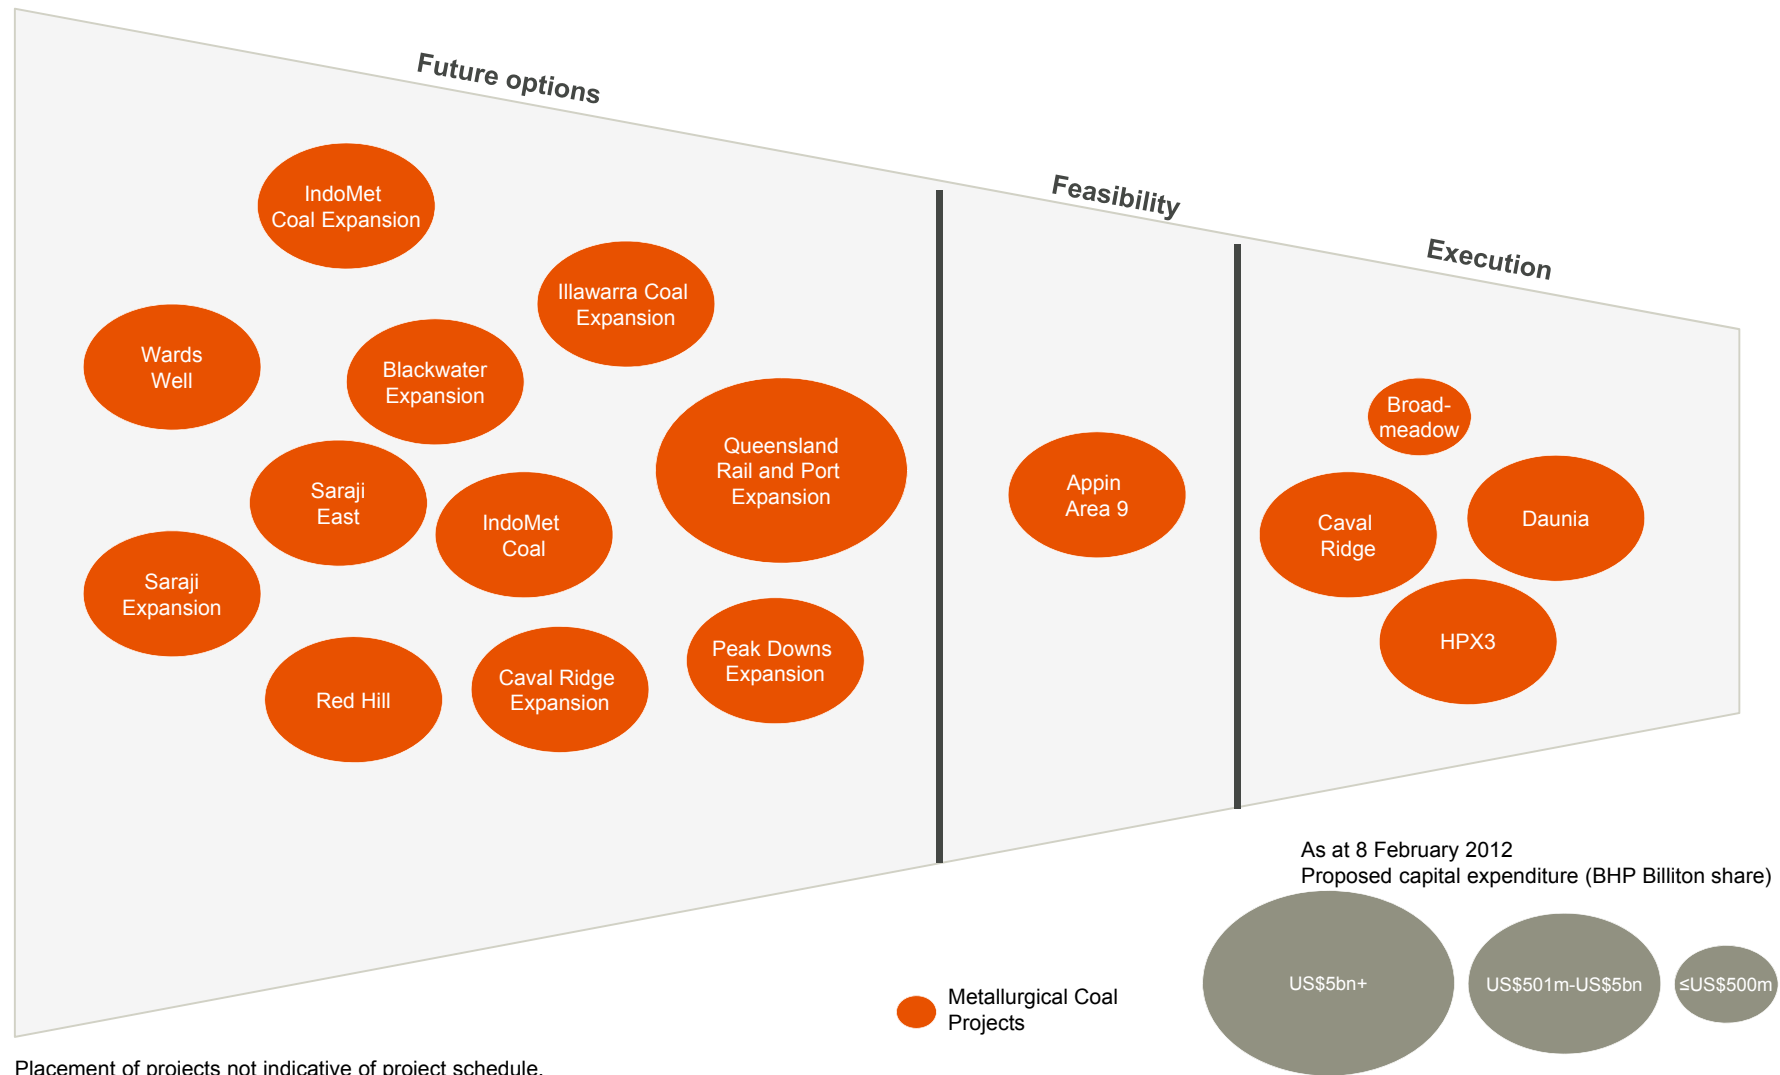 Future options
Feasibility
Execution
IndoMet
Coal Expansion
Illawarra Coal
Expansion
Wards
Well
Blackwater
Expansion
Queensland
Rail and Port
Expansion
Saraji
East
IndoMet
Coal
Saraji
Expansion
Red Hill
Caval Ridge
Expansion
Peak Downs
Expansion
Appin
Area 9
Broad-
meadow
Caval
Ridge
Daunia
HPX3
As at 8 February 2012
Proposed capital expenditure (BHP Billiton share)
US$5bn+
US$501m-US$5bn
≤US$500m
Metallurgical Coal
Projects
Placement of projects not indicative of project schedule.